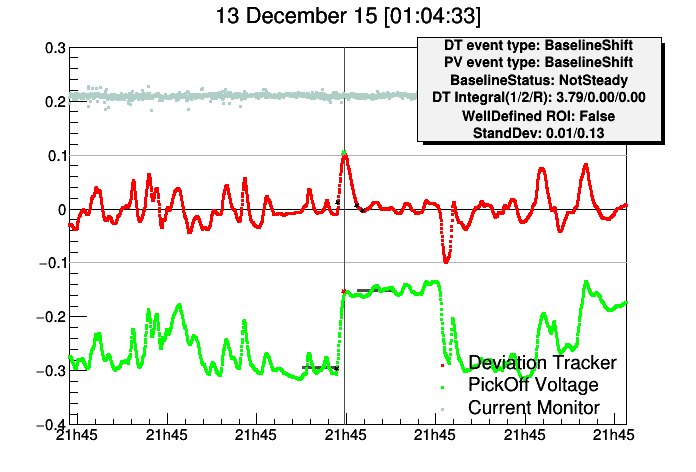 13 December 15 [01:04:33]
DT event type: BaselineShift
PV event type: BaselineShift
BaselineStatus: NotSteady
DT Integral(1/2/R): 3.79/0.00/0.00
WellDefined ROI: False
StandDev: 0.01/0.13
0.3
0.2
0.1
0
−0.1
−0.2
−0.3
−0.4
Deviation Tracker
PickOff Voltage
Current Monitor
21h45 21h45 21h45 21h45 21h45 21h45 21h45